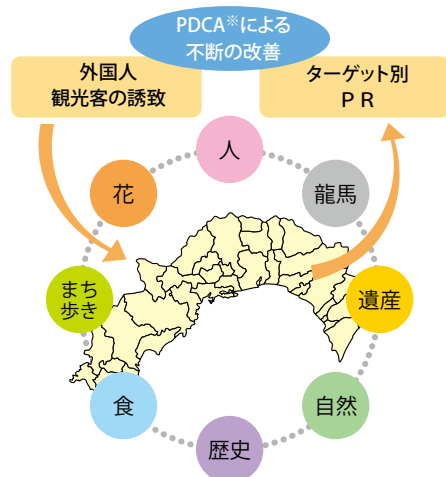 PDCA※による
不断の改善
外国人
観光客の誘致
ターゲット別
ＰＲ
人
花
龍馬
まち
歩き
遺産
食
自然
歴史